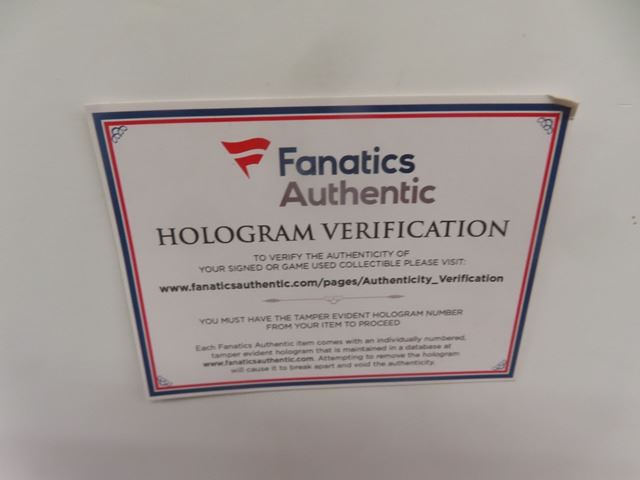 Fanatics
Authentic
HOLOGRAM VERIFICATION
TO VERIFY THE AUTHENTICITY OF
YOUR SIGNED OR GAME USED COLLECTIBLE PLEASE VISIT:
www.fanaticsauthentic.com/pages/Authenticity_Verification
YOU MUST HAVE THE TAMPER EVIDENT HOLOGRAM NUMBER
FROM YOUR ITEM TO PROCEED
Each Fanatics Authentic item comes with an individually numbered,
tamper evident hologram that is maintained in a database at
www.fanaticsauthentic.com. Attempting to remove the hologram
will cause it to break apart and void the authenticity.